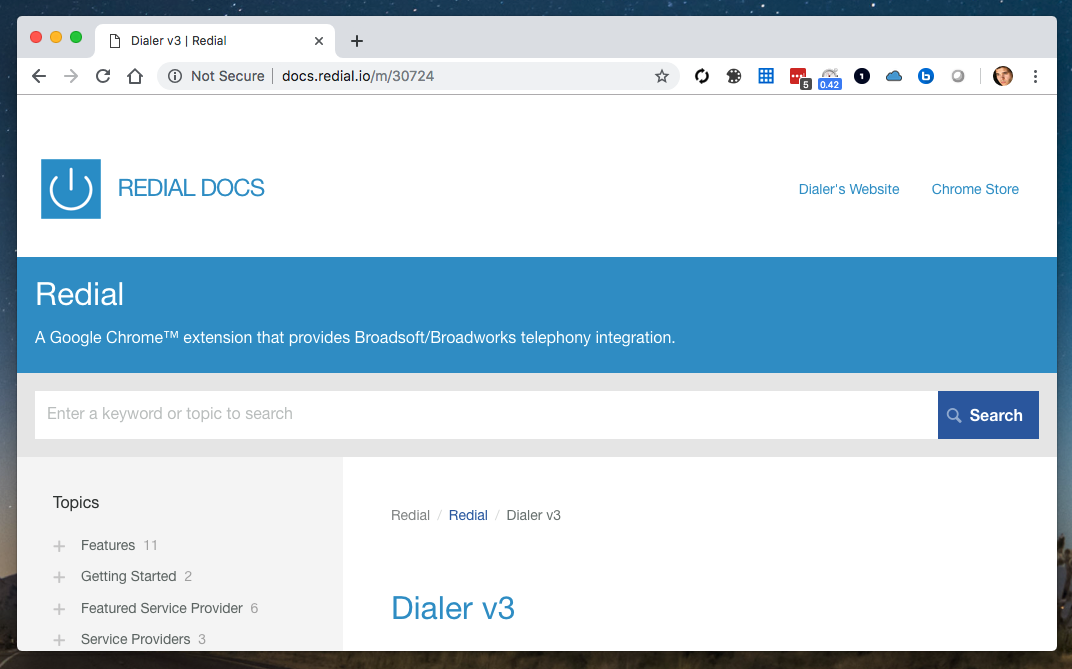 Dialer v3 | Redial
Not Secure | docs.redial.io/m/30724
5
0.42
1
b
REDIAL DOCS
Dialer's Website
Chrome Store
Redial
A Google Chrome™ extension that provides Broadsoft/Broadworks telephony integration.
Enter a keyword or topic to search
Search
Topics
Features 11
Getting Started 2
Featured Service Provider 6
Service Providers 3
Redial / Redial / Dialer v3
Dialer v3